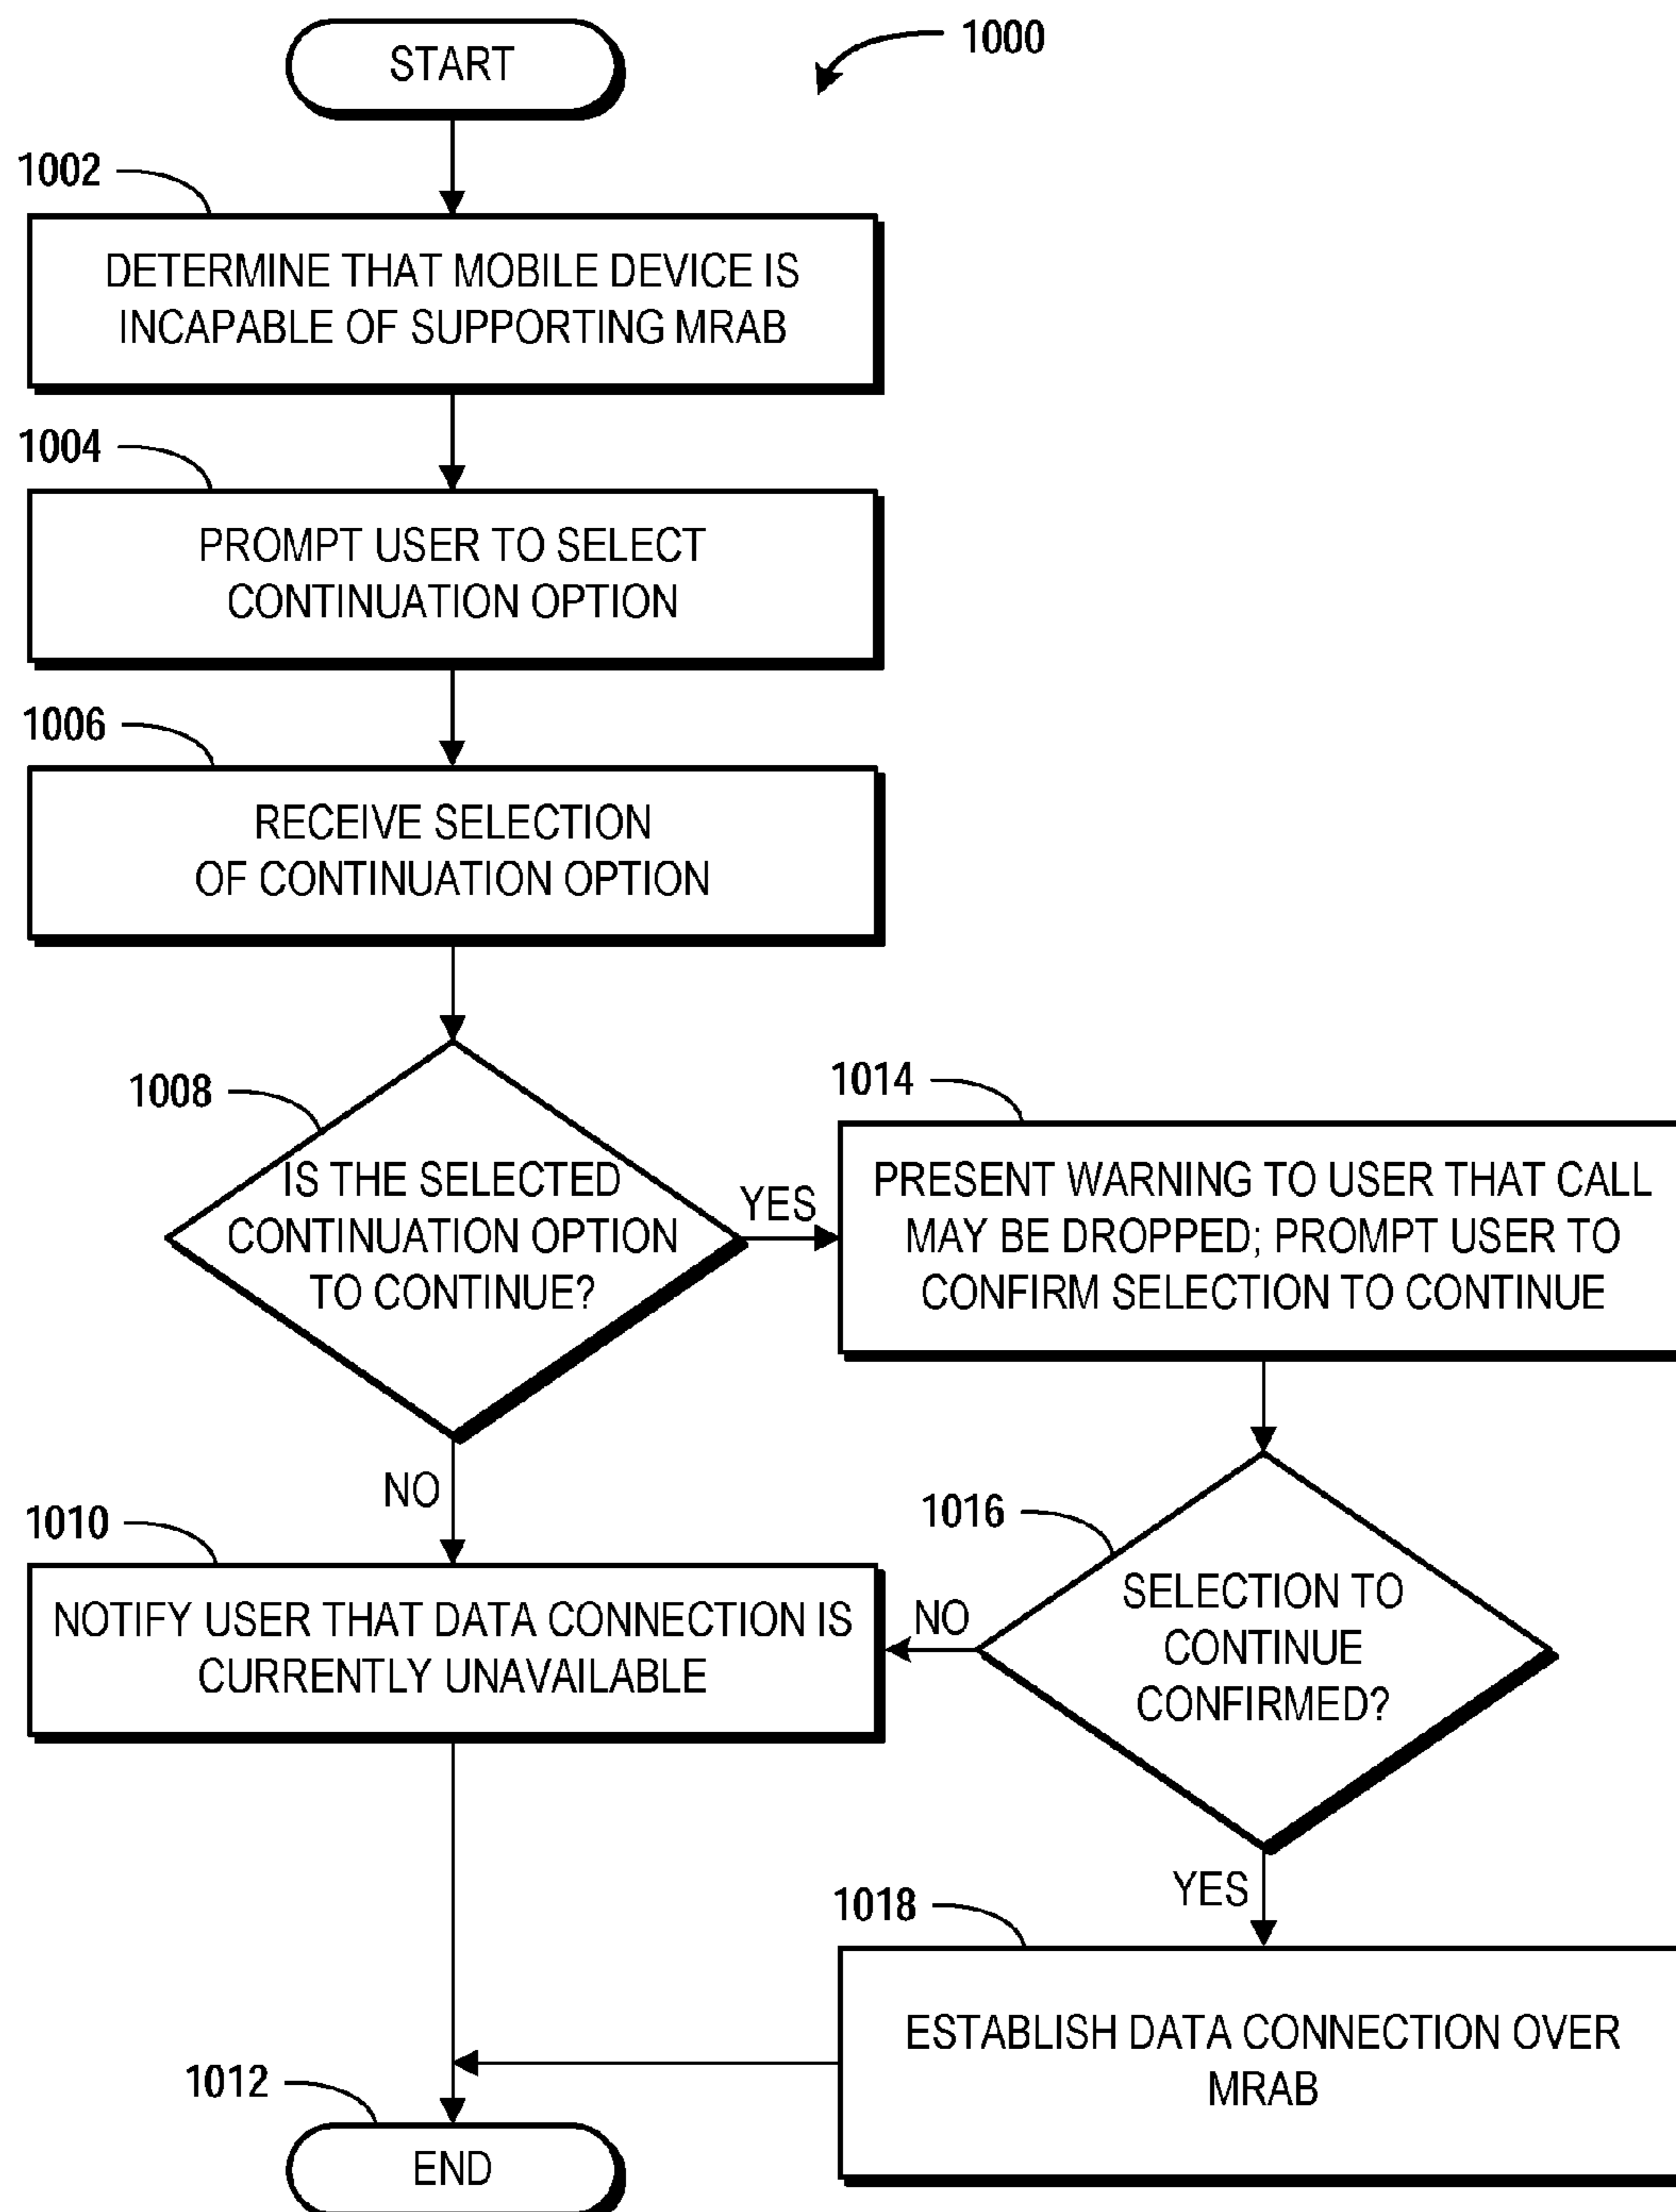 START
1000
1002
DETERMINE THAT MOBILE DEVICE IS
INCAPABLE OF SUPPORTING MRAB
1004
PROMPT USER TO SELECT
CONTINUATION OPTION
1006
RECEIVE SELECTION
OF CONTINUATION OPTION
1008
IS THE SELECTED
CONTINUATION OPTION
TO CONTINUE?
YES
1014
PRESENT WARNING TO USER THAT CALL
MAY BE DROPPED; PROMPT USER TO
CONFIRM SELECTION TO CONTINUE
NO
1010
NOTIFY USER THAT DATA CONNECTION IS
CURRENTLY UNAVAILABLE
1016
SELECTION TO
CONTINUE
CONFIRMED?
NO
YES
1018
ESTABLISH DATA CONNECTION OVER
MRAB
1012
END